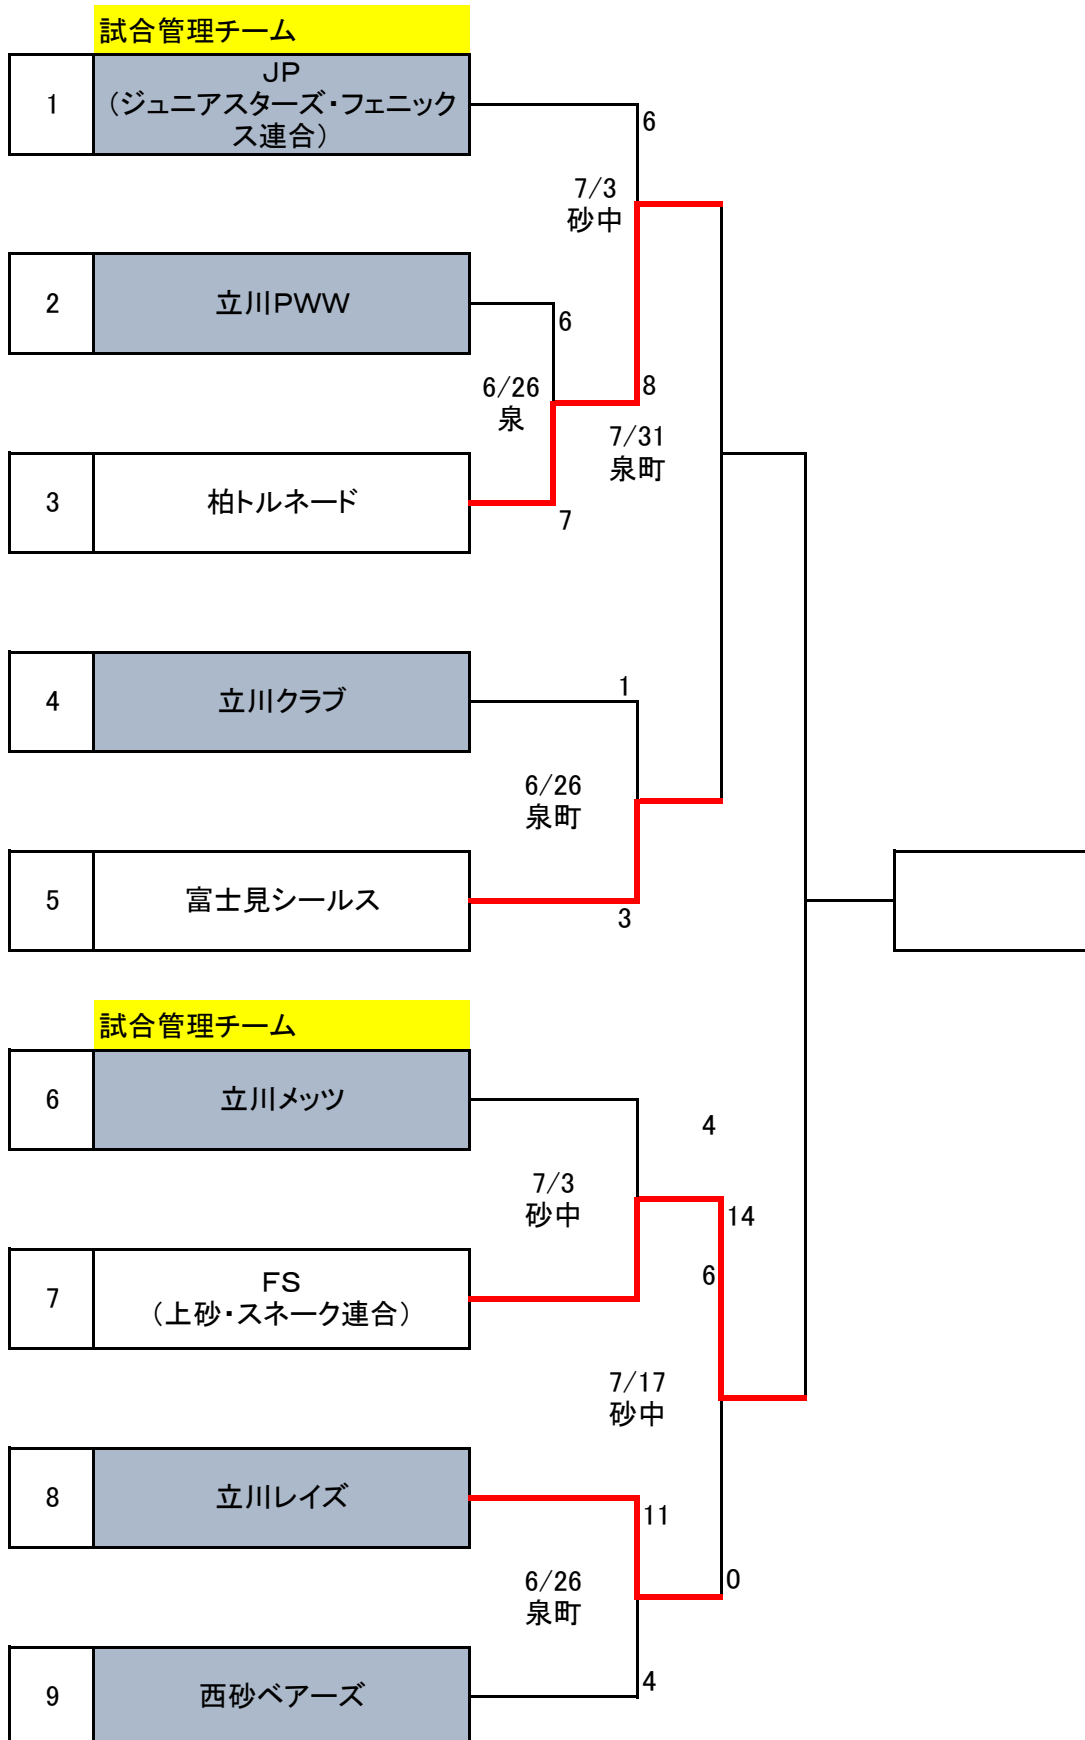 試合管理チーム
1
JP
（ジュニアスターズ・フェニック
ス連合）
6
7/3
砂中
2
立川PWW
6
6/26
泉
8
7/31
泉町
3
柏トルネード
7
4
立川クラブ
1
6/26
泉町
5
富士見シールス
3
試合管理チーム
6
立川メッツ
4
7/3
砂中
14
7
FS
（上砂・スネーク連合）
6
7/17
砂中
8
立川レイズ
11
6/26
泉町
0
9
西砂ベアーズ
4